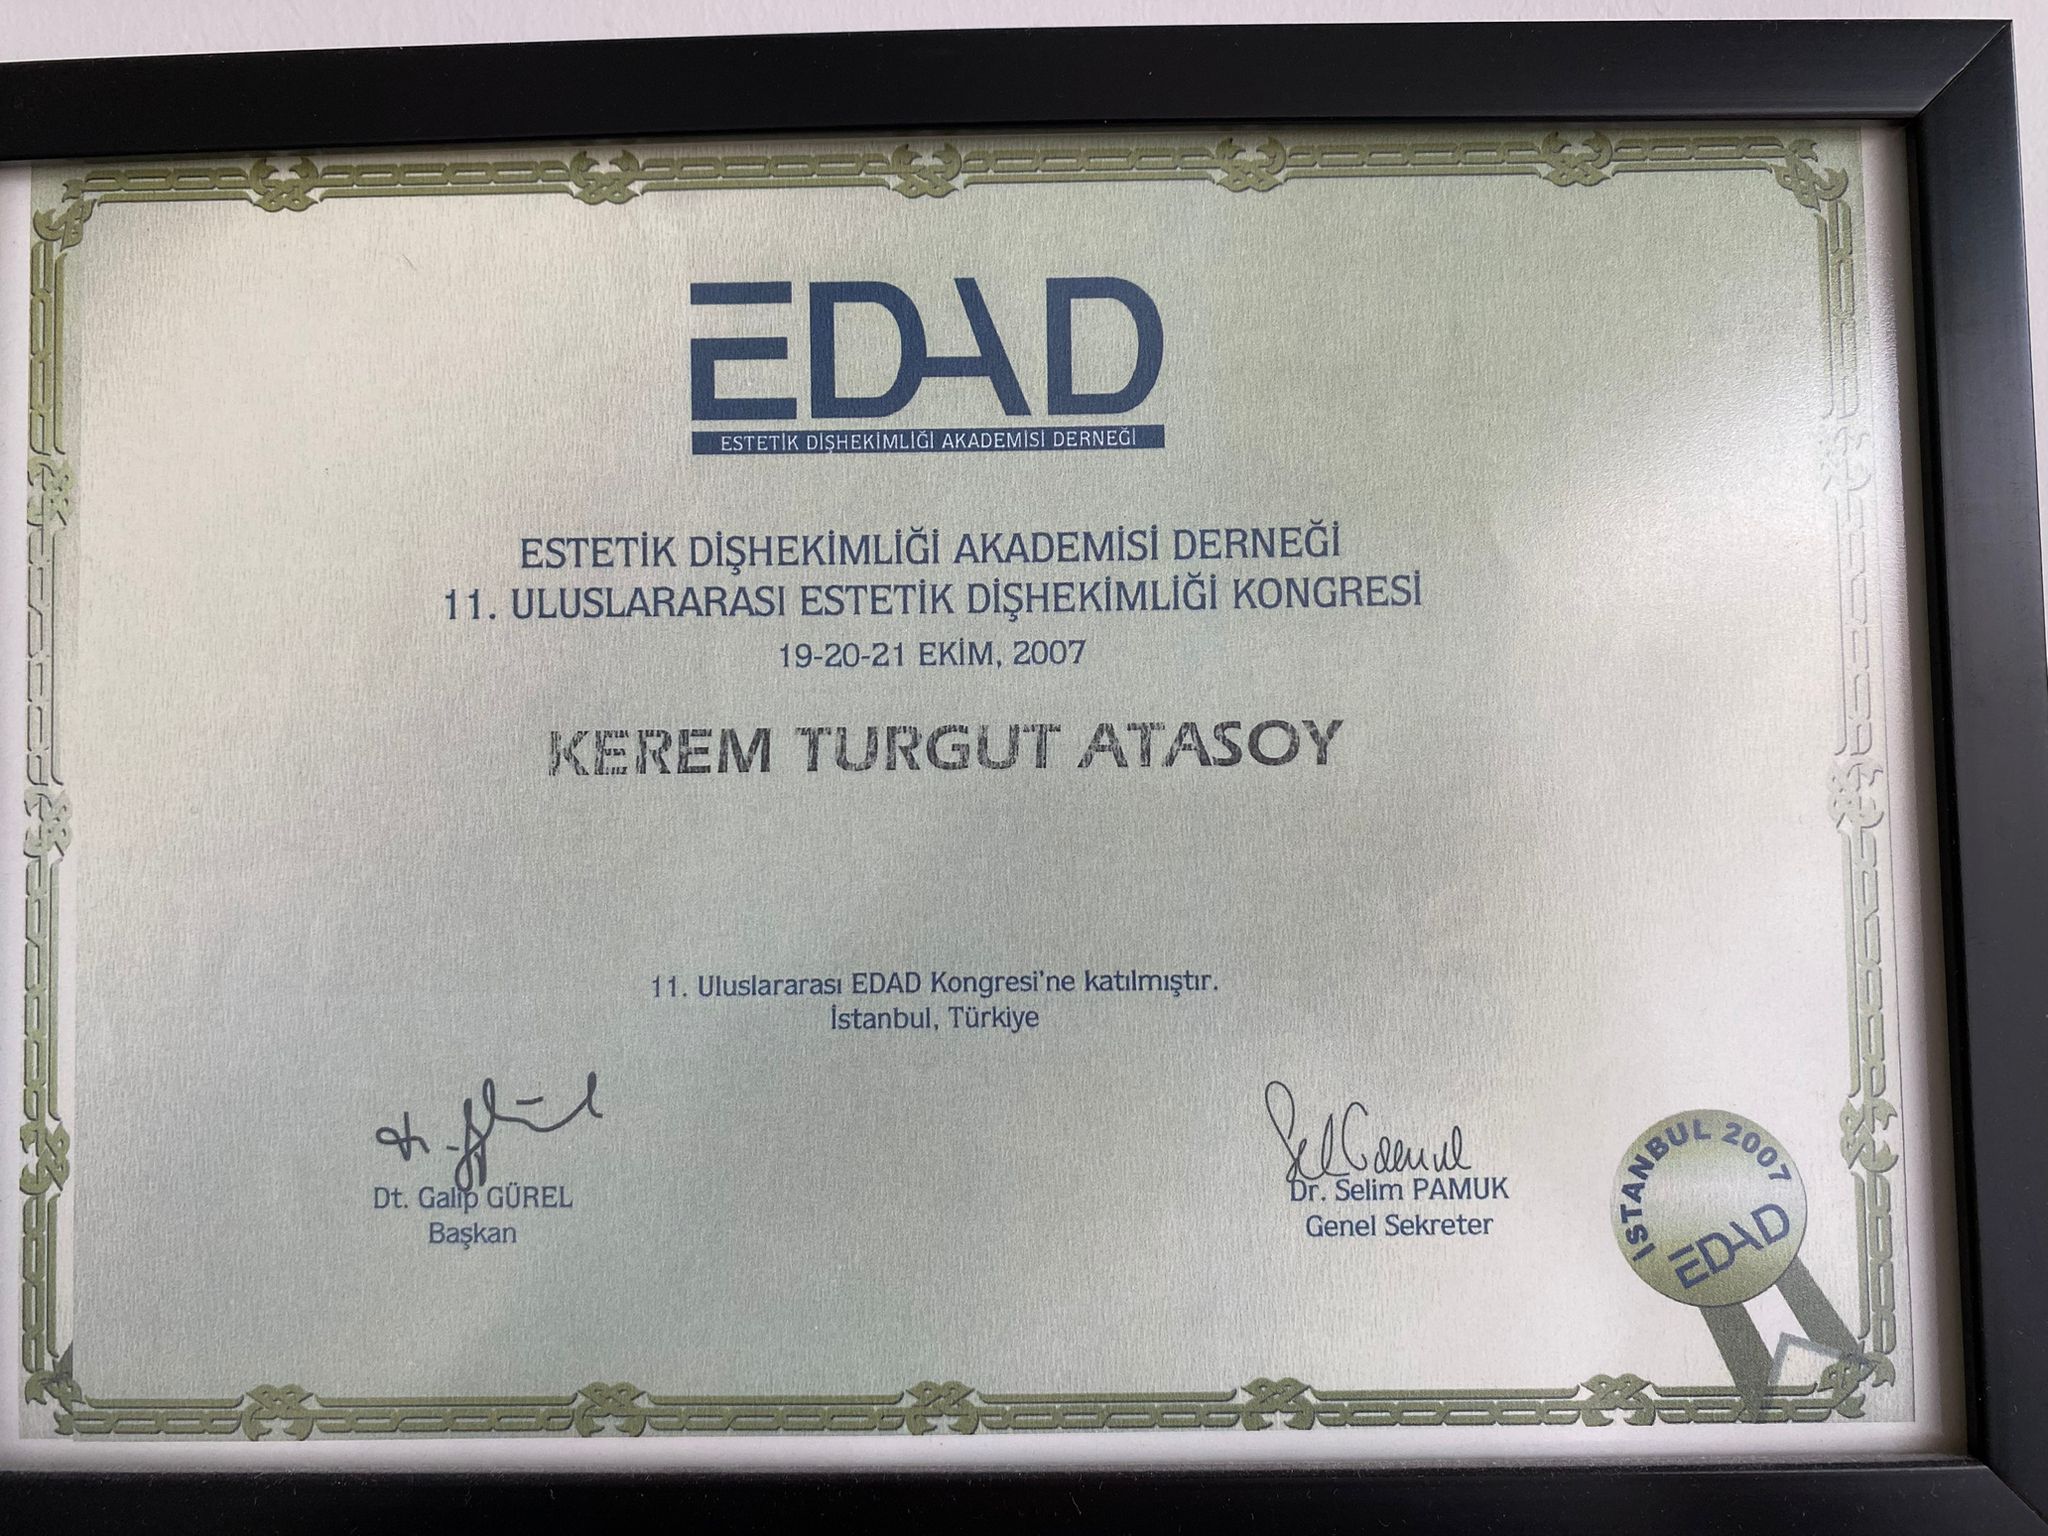 EDAD
ESTETİK DİŞHEKİMLİĞİ AKADEMİSİ DERNEĞİ
ESTETİK DİŞHEKİMLİĞİ AKADEMİSİ DERNEĞİ
11. ULUSLARARASI ESTETİK DİŞHEKİMLİĞİ KONGRESİ
19-20-21 EKİM, 2007
KEREM TURGUT ATASOY
11. Uluslararası EDAD Kongresi'ne katılmıştır.
İstanbul, Türkiye
Dt. Galip GÜREL
Başkan
Dr. Selim PAMUK
Genel Sekreter
ISTANBUL 2007
EDAD